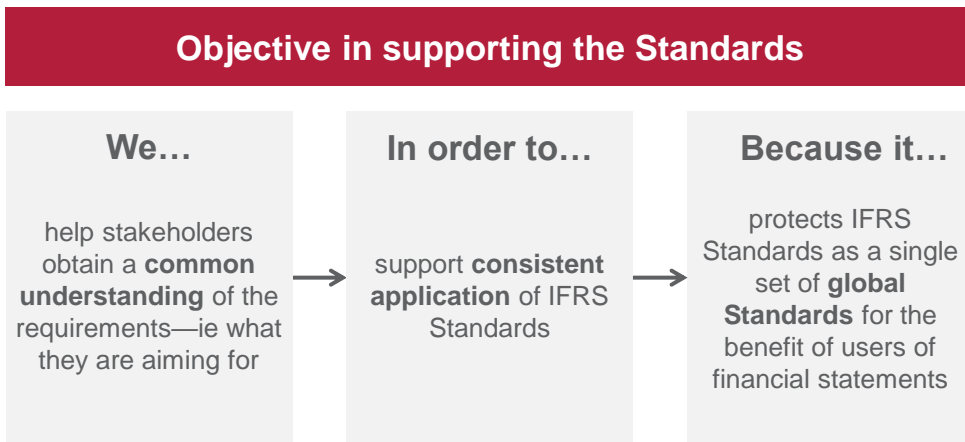 Objective in supporting the Standards
We…
help stakeholders
obtain a common
understanding of the
requirements—ie what
they are aiming for
In order to…
support consistent
application of IFRS
Standards
Because it…
protects IFRS
Standards as a single
set of global
Standards for the
benefit of users of
financial statements